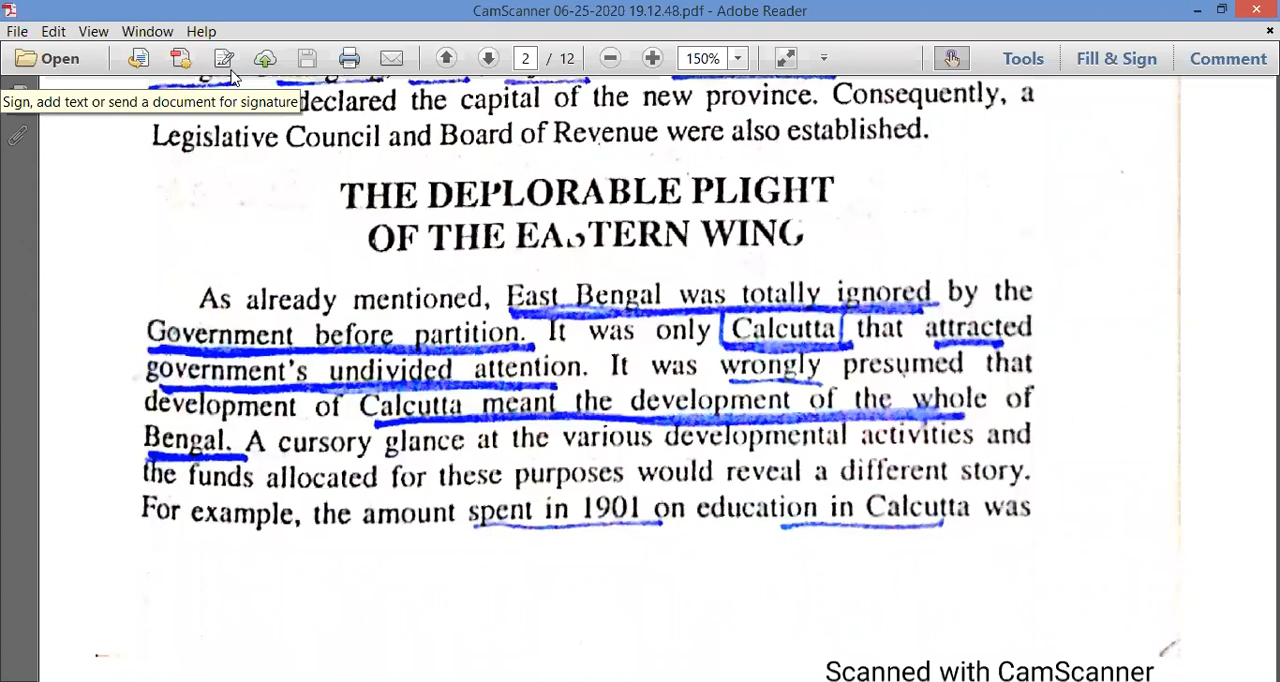 CamScanner 06-25-2020 19.12.48.pdf - Adobe Reader
File Edit View Window Help
Open 2 / 12 150% Tools Fill & Sign Comment
Sign, add text or send a document for signature
declared the capital of the new province. Consequently, a
Legislative Council and Board of Revenue were also established.
THE DEPLORABLE PLIGHT
OF THE EASTERN WING
As already mentioned, East Bengal was totally ignored by the
Government before partition. It was only Calcutta that attracted
government's undivided attention. It was wrongly presumed that
development of Calcutta meant the development of the whole of
Bengal. A cursory glance at the various developmental activities and
the funds allocated for these purposes would reveal a different story.
For example, the amount spent in 1901 on education in Calcutta was
Scanned with CamScanner